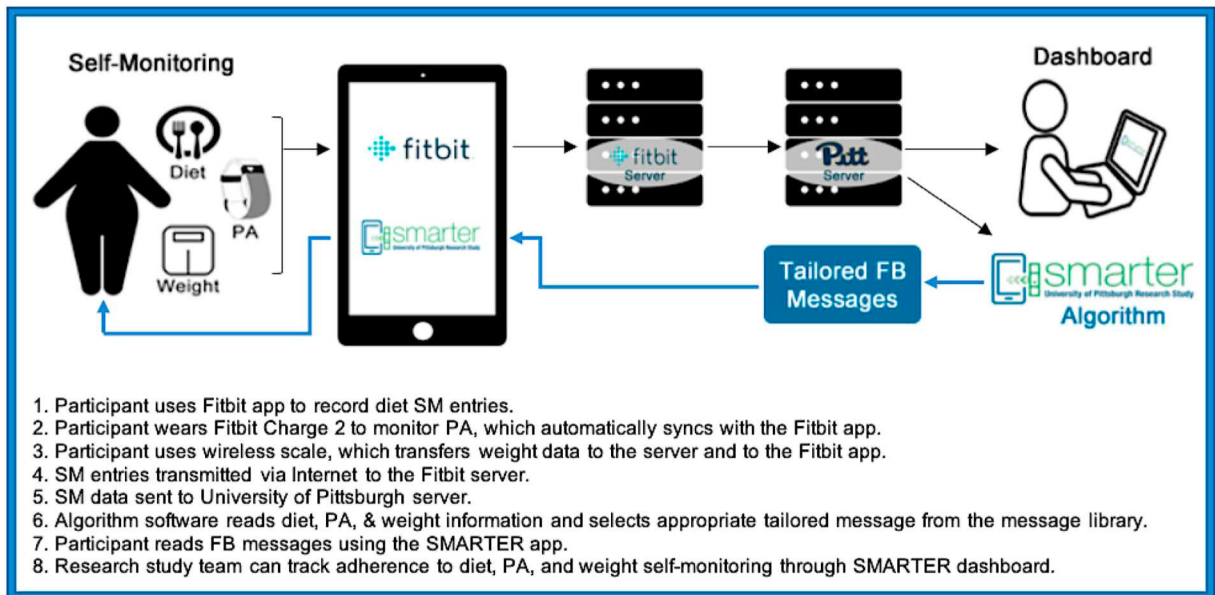 Self-Monitoring
Diet
PA
Weight
fitbit
smarter
University of Pittsburgh Research Study
fitbit
Server
Pitt
Server
Dashboard
Tailored FB
Messages
smarter
University of Pittsburgh Research Study
Algorithm
1. Participant uses Fitbit app to record diet SM entries.
2. Participant wears Fitbit Charge 2 to monitor PA, which automatically syncs with the Fitbit app.
3. Participant uses wireless scale, which transfers weight data to the server and to the Fitbit app.
4. SM entries transmitted via Internet to the Fitbit server.
5. SM data sent to University of Pittsburgh server.
6. Algorithm software reads diet, PA, & weight information and selects appropriate tailored message from the message library.
7. Participant reads FB messages using the SMARTER app.
8. Research study team can track adherence to diet, PA, and weight self-monitoring through SMARTER dashboard.